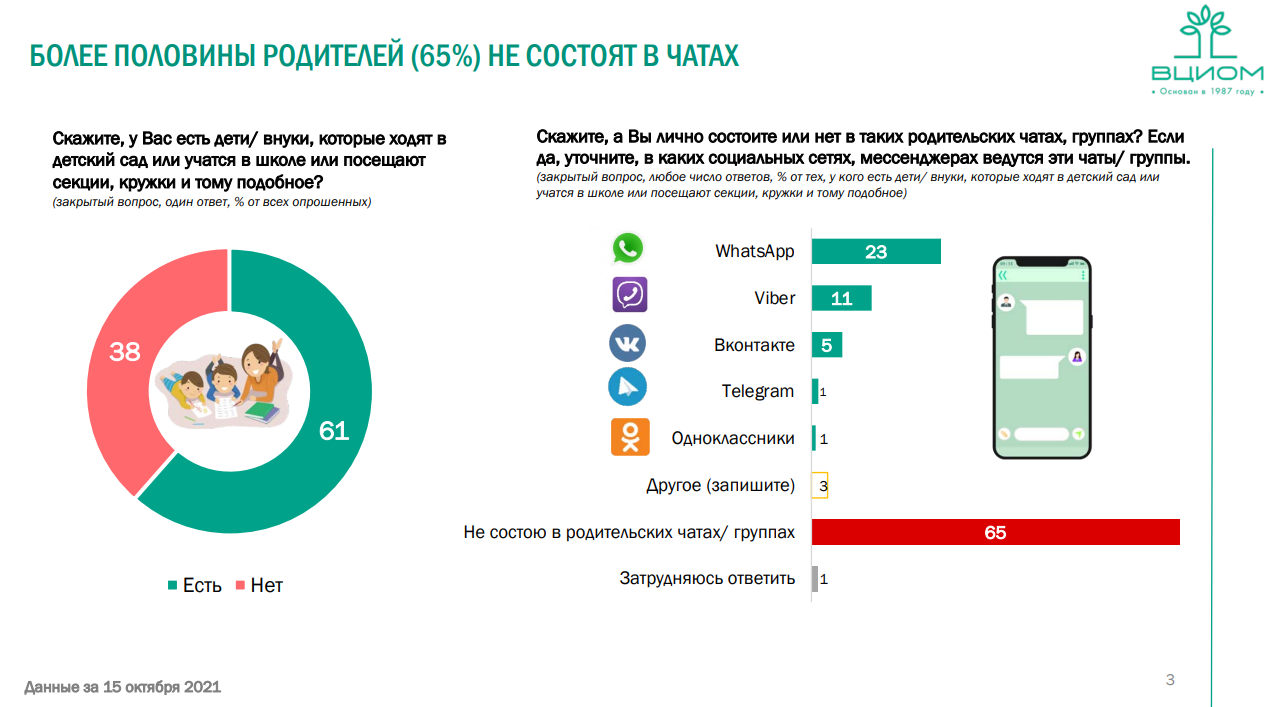 БОЛЕЕ ПОЛОВИНЫ РОДИТЕЛЕЙ (65%) НЕ СОСТОЯТ В ЧАТАХ
ВЦИОМ
• Основан в 1987 году •
Скажите, у Вас есть дети/ внуки, которые ходят в
детский сад или учатся в школе или посещают
секции, кружки и тому подобное?
(закрытый вопрос, один ответ, % от всех опрошенных)
38
61
Есть
Нет
Скажите, а Вы лично состоите или нет в таких родительских чатах, группах? Если
да, уточните, в каких социальных сетях, мессенджерах ведутся эти чаты/ группы.
(закрытый вопрос, любое число ответов, % от тех, у кого есть дети/ внуки, которые ходят в детский сад или
учатся в школе или посещают секции, кружки и тому подобное)
WhatsApp 23
Viber 11
Вконтакте 5
Telegram 1
Одноклассники 1
Другое (запишите) 3
Не состою в родительских чатах/ группах 65
Затрудняюсь ответить 1
Данные за 15 октября 2021
3